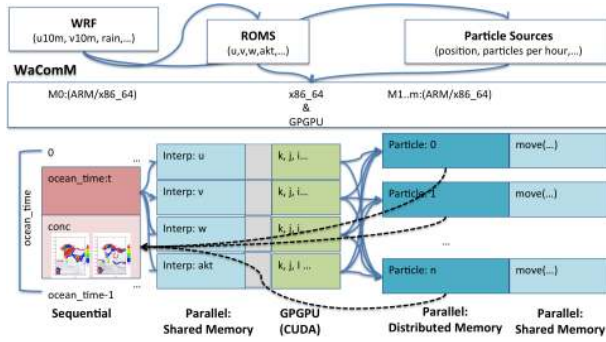 WRF
(u10m, v10m, rain,...)
ROMS
(u,v,w,akt,...)
Particle Sources
(position, particles per hour,...)
WaComM
M0:(ARM/x86_64)
x86_64
&
GPGPU
M1..m:(ARM/x86_64)
ocean_time
0
...
ocean_time:t
conc
...
ocean_time-1
Interp: u
Interp: v
Interp: w
Interp: akt
k, j, i...
k, j, i...
k, j, i...
k, j, i ...
Particle: 0
move(...)
Particle: 1
move(...)
...
...
Particle: n
move(...)
Sequential
Parallel:
Shared Memory
GPGPU
(CUDA)
Parallel:
Distributed Memory
Parallel:
Shared Memory